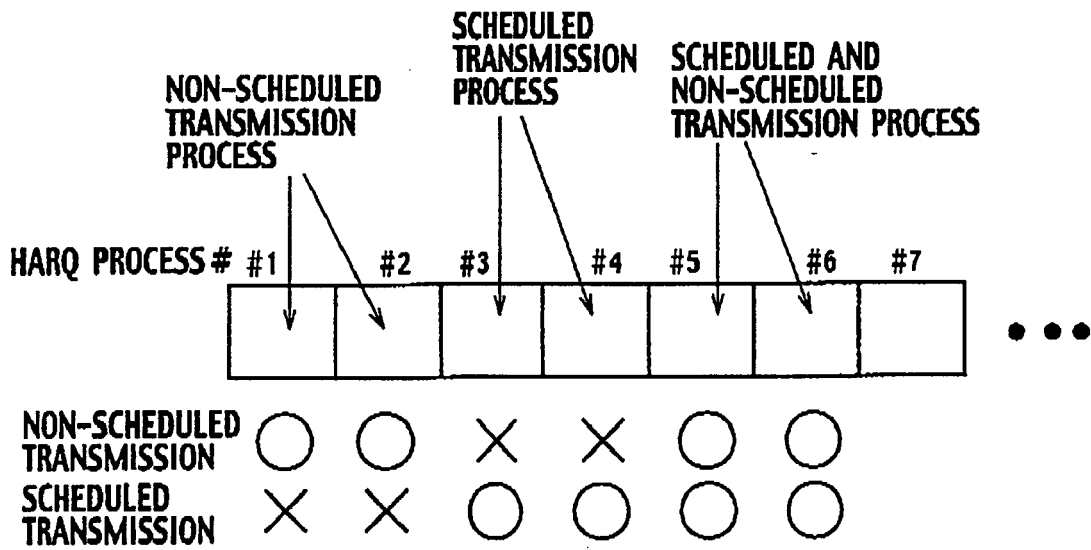 SCHEDULED
TRANSMISSION
PROCESS
SCHEDULED AND
NON-SCHEDULED
TRANSMISSION PROCESS
NON-SCHEDULED
TRANSMISSION
PROCESS
HARQ PROCESS # #1 #2 #3 #4 #5 #6 #7
NON-SCHEDULED
TRANSMISSION
SCHEDULED
TRANSMISSION